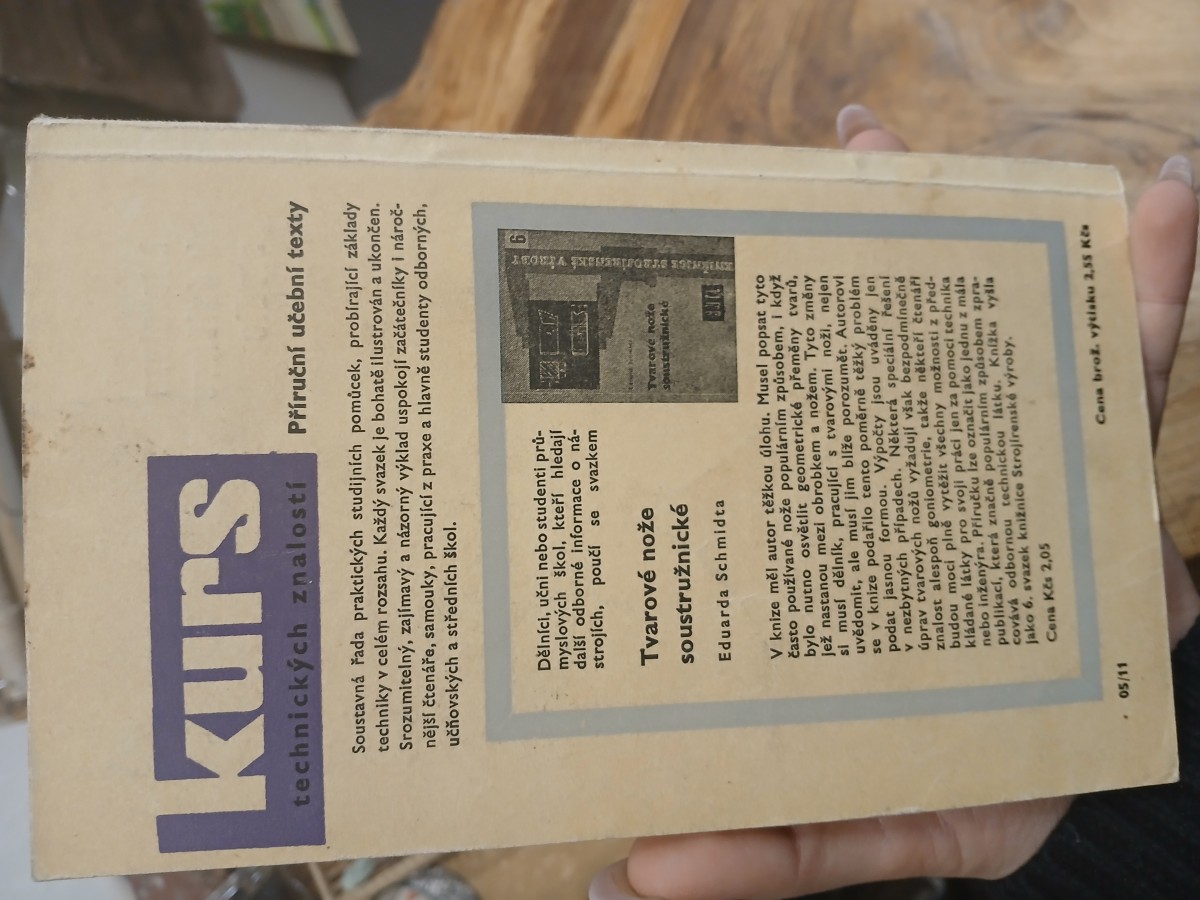 kurs
technických znalostí Příruční učební texty
Soustavná řada praktických studijních pomůcek, probírající základy
techniky v celém rozsahu. Každý svazek je bohatě ilustrován a ukončen.
Srozumitelný, zajímavý a názorný výklad uspokojí začátečníky i nároč-
nější čtenáře, samouky, pracující z praxe a hlavně studenty odborných,
učňovských a středních škol.
Dělníci, učni nebo studenti prů-
myslových škol, kteří hledají
další odborné informace o ná-
strojích, poučí se svazkem
Tvarové nože
soustružnické
Eduarda Schmidta
6
KNIŽNICE STROJÍRENSKÉ VÝROBY
Tvarové nože
soustružnické
V knize měl autor těžkou úlohu. Musel popsat tyto
často používané nože populárním způsobem, i když
bylo nutno osvětlit geometrické přeměny tvarů,
jež nastanou mezi obrobkem a nožem. Tyto změny
si musí dělník, pracující s tvarovými noži, nejen
uvědomit, ale musí jim blíže porozumět. Autorovi
se v knize podařilo tento poměrně těžký problém
podat jasnou formou. Výpočty jsou uváděny jen
v nezbytných případech. Některá speciální řešení
úprav tvarových nožů vyžadují však bezpodmínečně
znalost alespoň goniometrie, takže někteří čtenáři
budou moci plně vytěžit všechny možnosti z před-
kládané látky pro svoji práci jen za pomoci technika
nebo inženýra. Příručku lze označit jako jednu z mála
publikací, která značně populárním způsobem zpra-
covává odbornou technickou látku. Knížka vyšla
jako 6. svazek knižnice Strojírenské výroby.
Cena Kčs 2,05
05/11
Cena brož. výtisku 2,55 Kčs